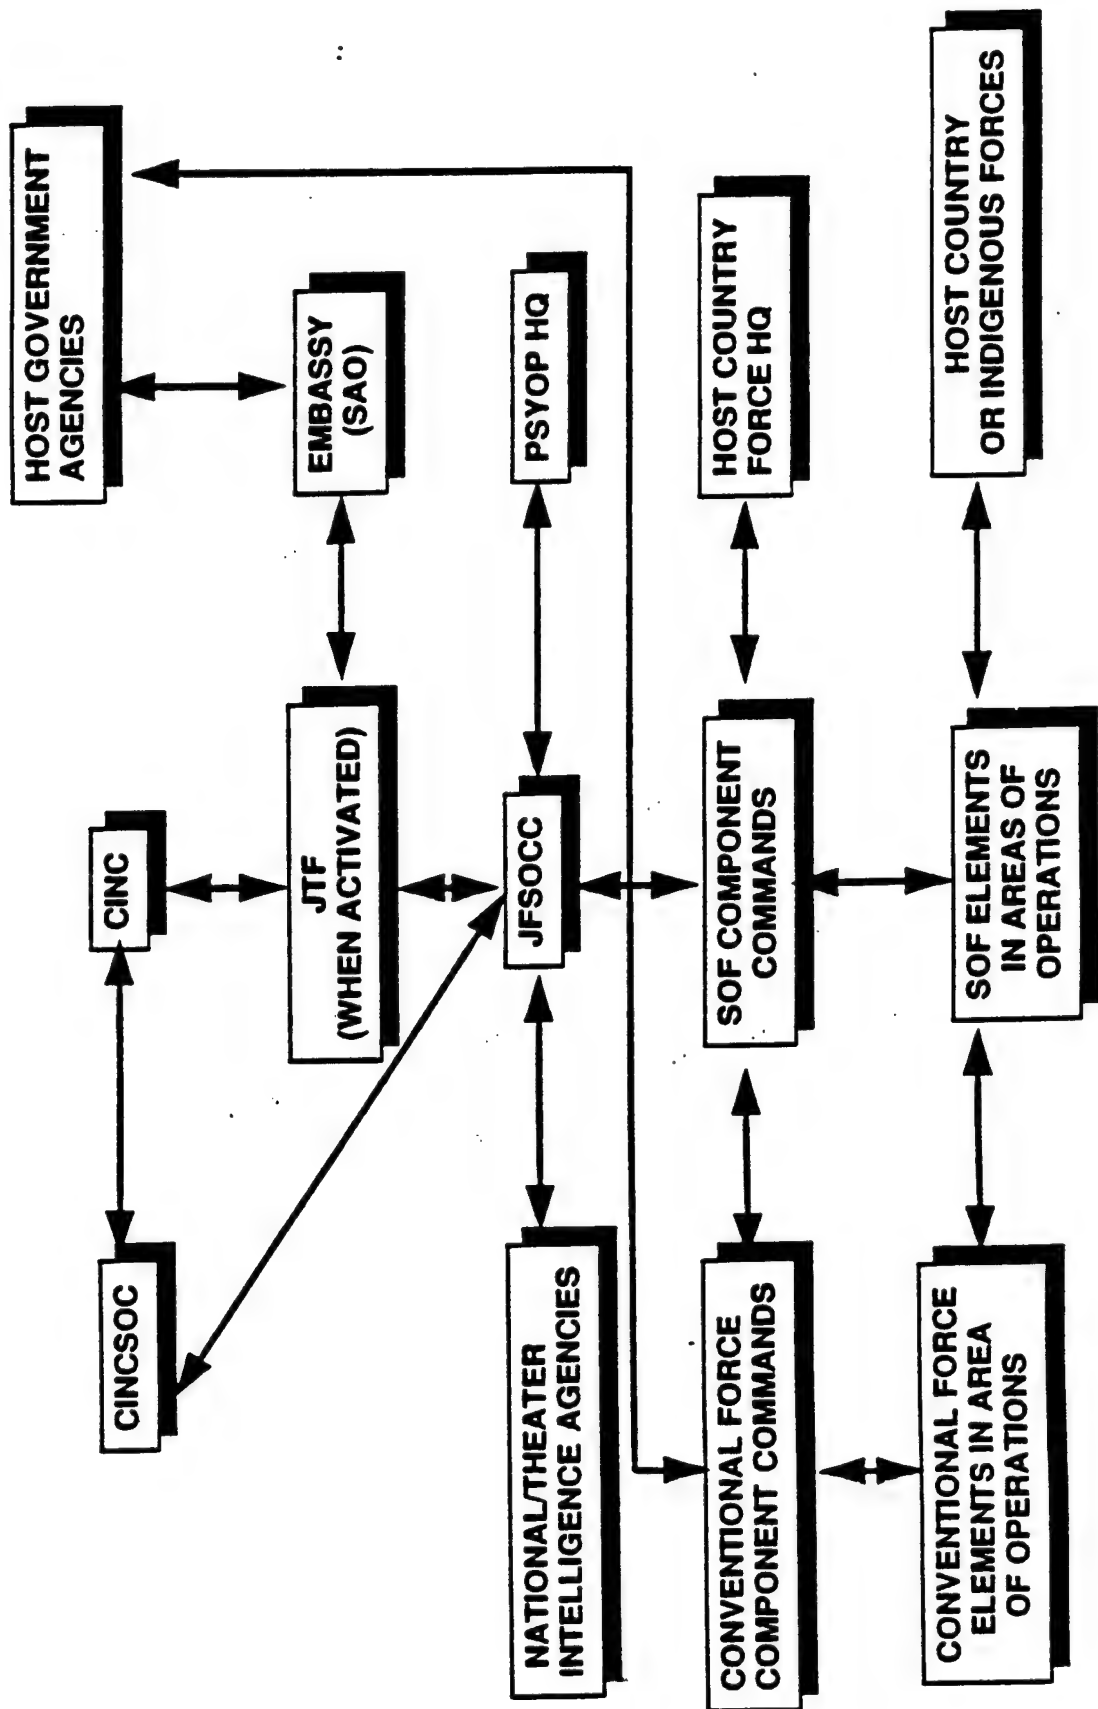 HOST GOVERNMENT
AGENCIES
CINCSOC
CINC
JTF
(WHEN ACTIVATED)
EMBASSY
(SAO)
NATIONAL/THEATER
INTELLIGENCE AGENCIES
JFSOCC
PSYOP HQ
CONVENTIONAL FORCE
COMPONENT COMMANDS
SOF COMPONENT
COMMANDS
HOST COUNTRY
FORCE HQ
CONVENTIONAL FORCE
ELEMENTS IN AREA
OF OPERATIONS
SOF ELEMENTS
IN AREAS OF
OPERATIONS
HOST COUNTRY
OR INDIGENOUS FORCES